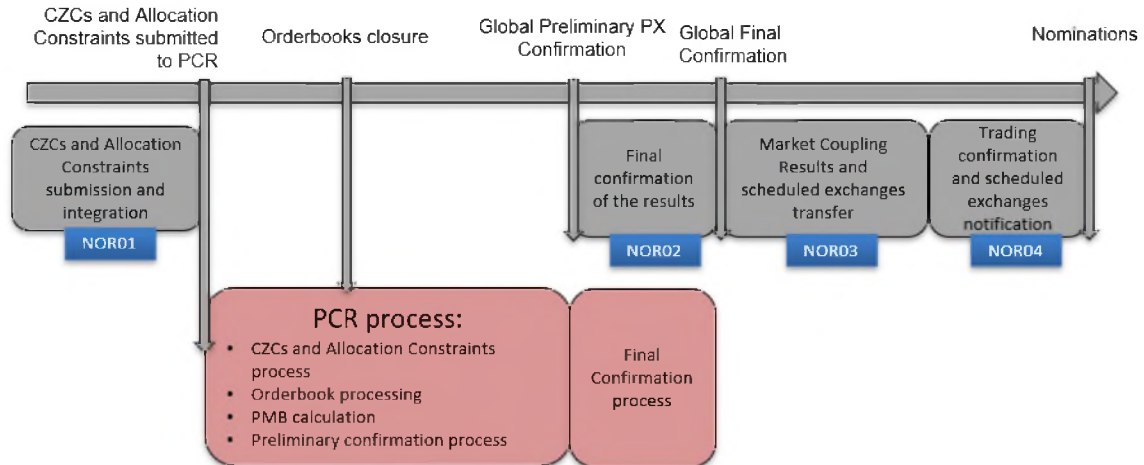 CZCs and Allocation
Constraints submitted
to PCR
Orderbooks closure
Global Preliminary PX
Confirmation
Global Final
Confirmation
Nominations
CZCs and Allocation
Constraints
submission and
integration
NOR01
Final
confirmation
of the results
NOR02
Market Coupling
Results and
scheduled exchanges
transfer
NOR03
Trading
confirmation
and scheduled
exchanges
notification
NOR04
PCR process:
• CZCs and Allocation Constraints
process
• Orderbook processing
• PMB calculation
• Preliminary confirmation process
Final
Confirmation
process